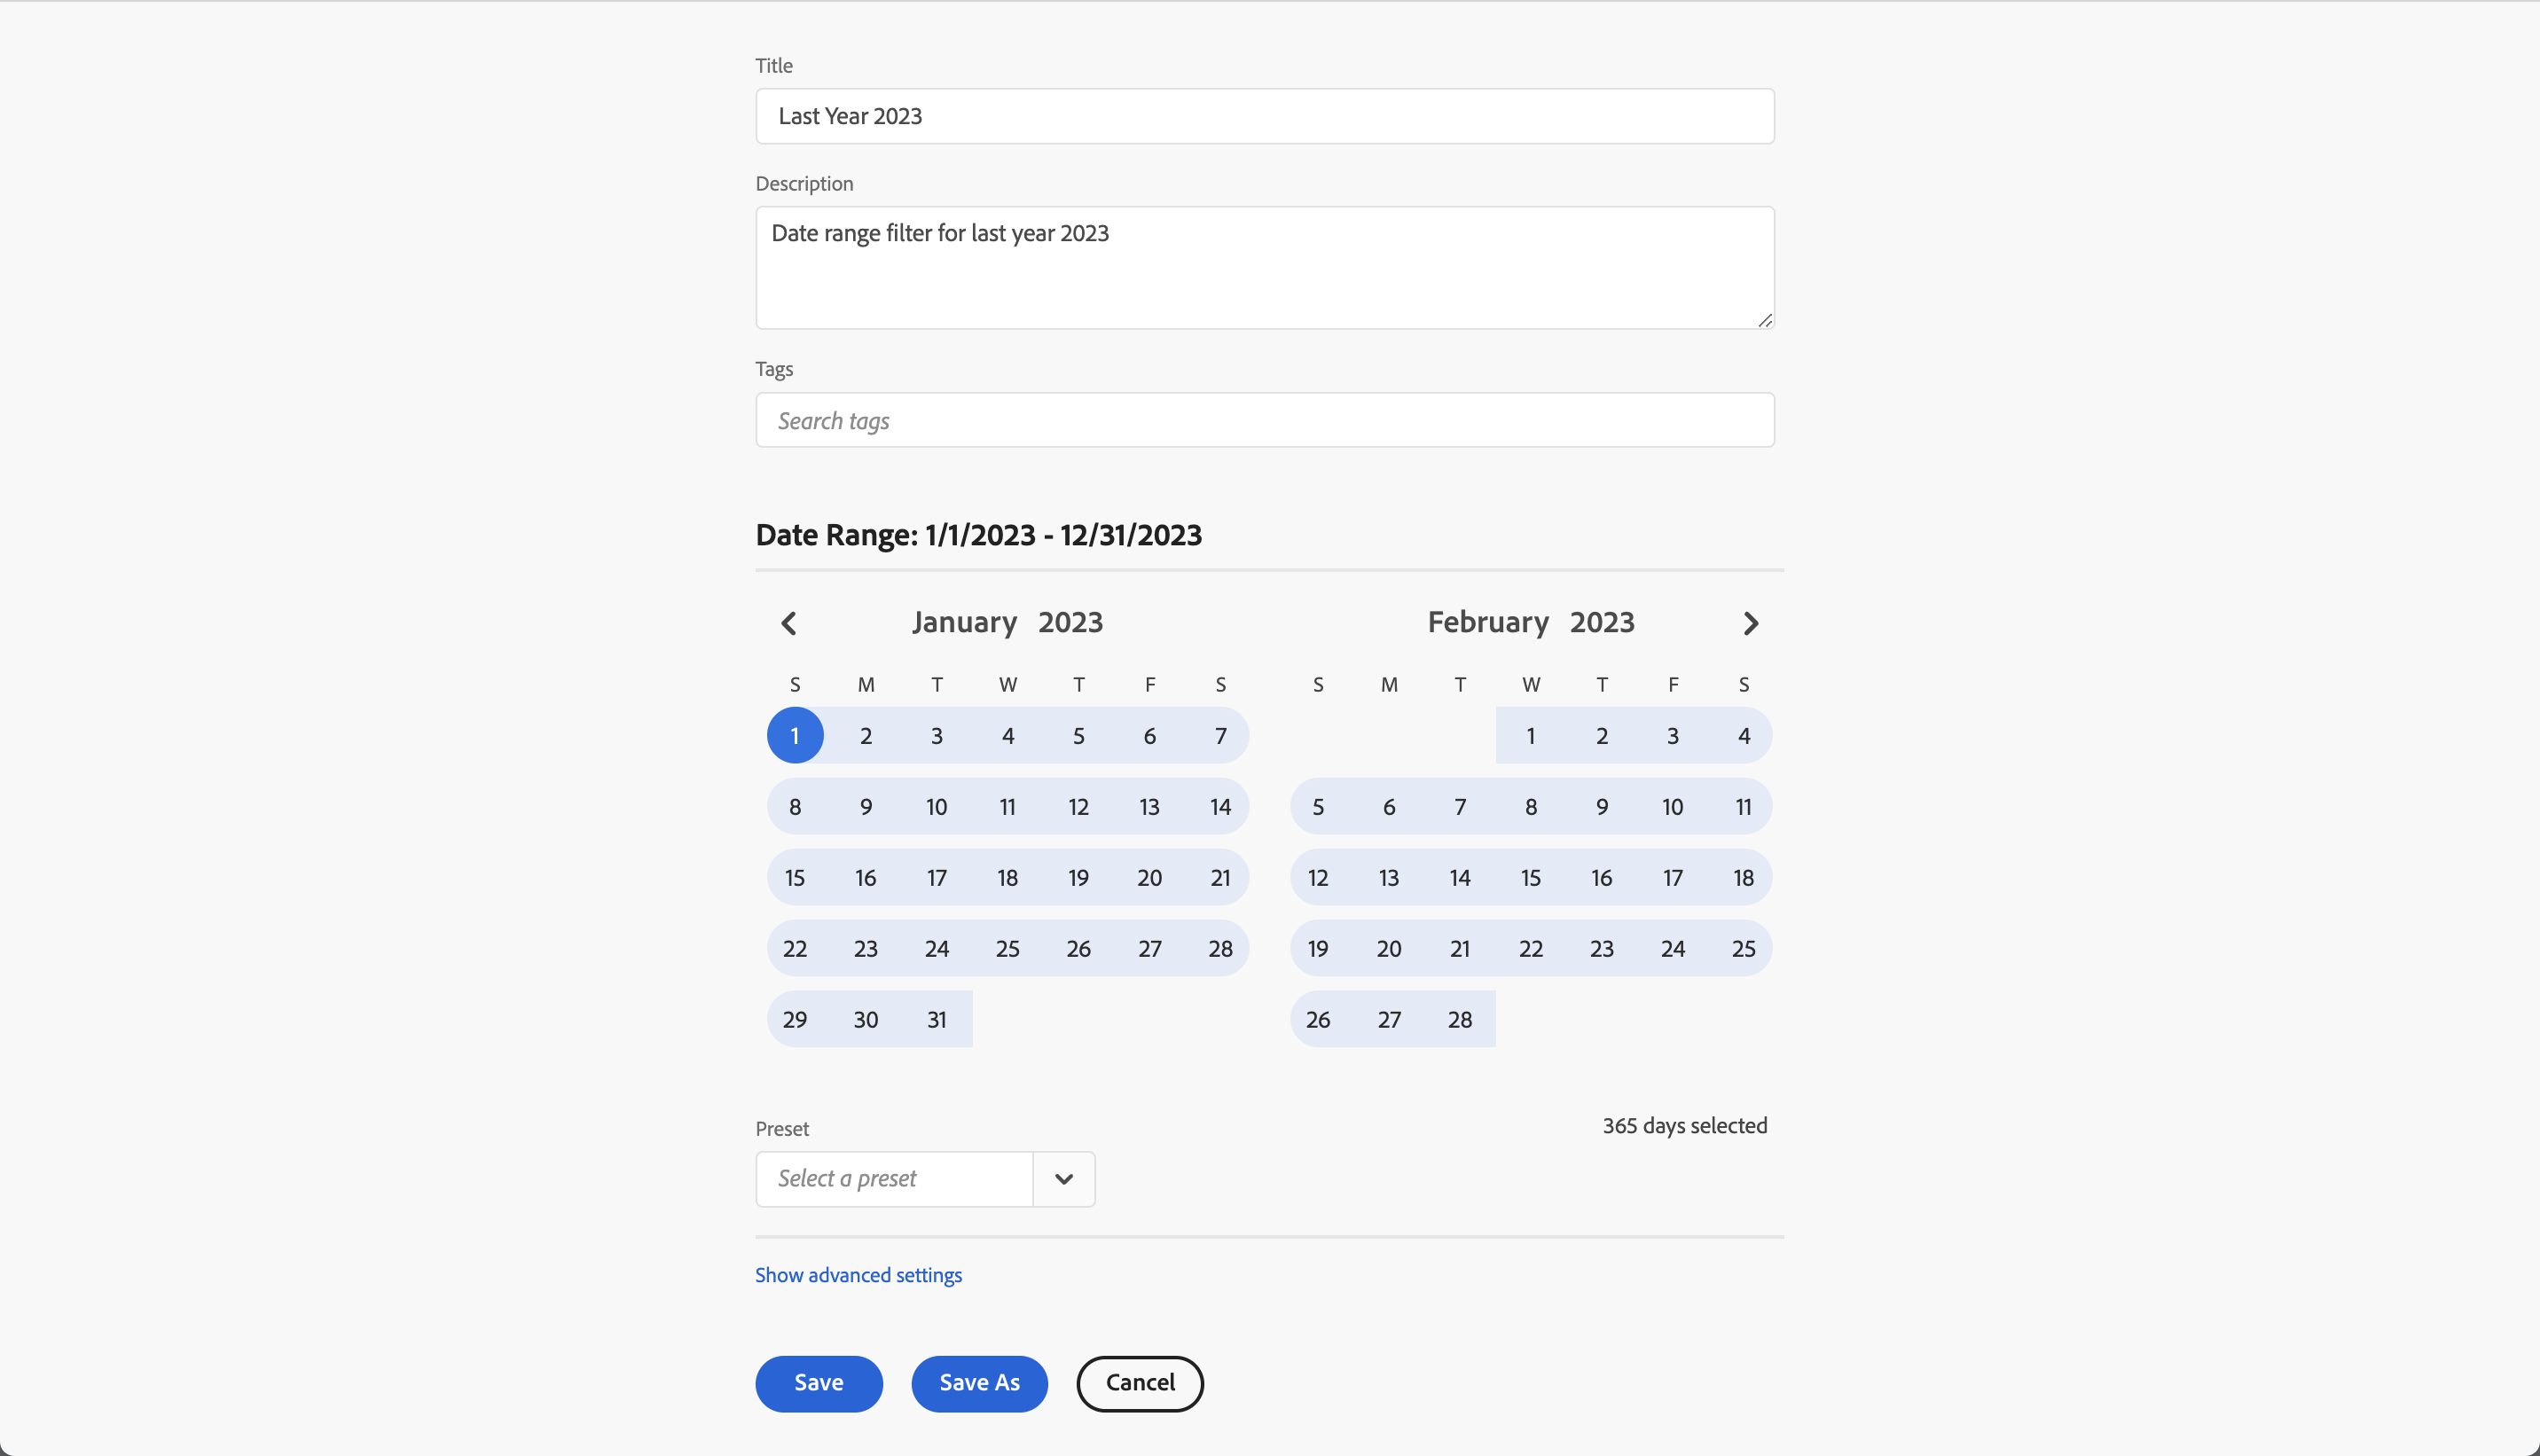 Title
Last Year 2023
Description
Date range filter for last year 2023
Tags
Search tags
Date Range: 1/1/2023 - 12/31/2023
January 2023
S M T W T F S
1 2 3 4 5 6 7
8 9 10 11 12 13 14
15 16 17 18 19 20 21
22 23 24 25 26 27 28
29 30 31
February 2023
S M T W T F S
1 2 3 4
5 6 7 8 9 10 11
12 13 14 15 16 17 18
19 20 21 22 23 24 25
26 27 28
Preset
365 days selected
Select a preset
Show advanced settings
Save Save As Cancel